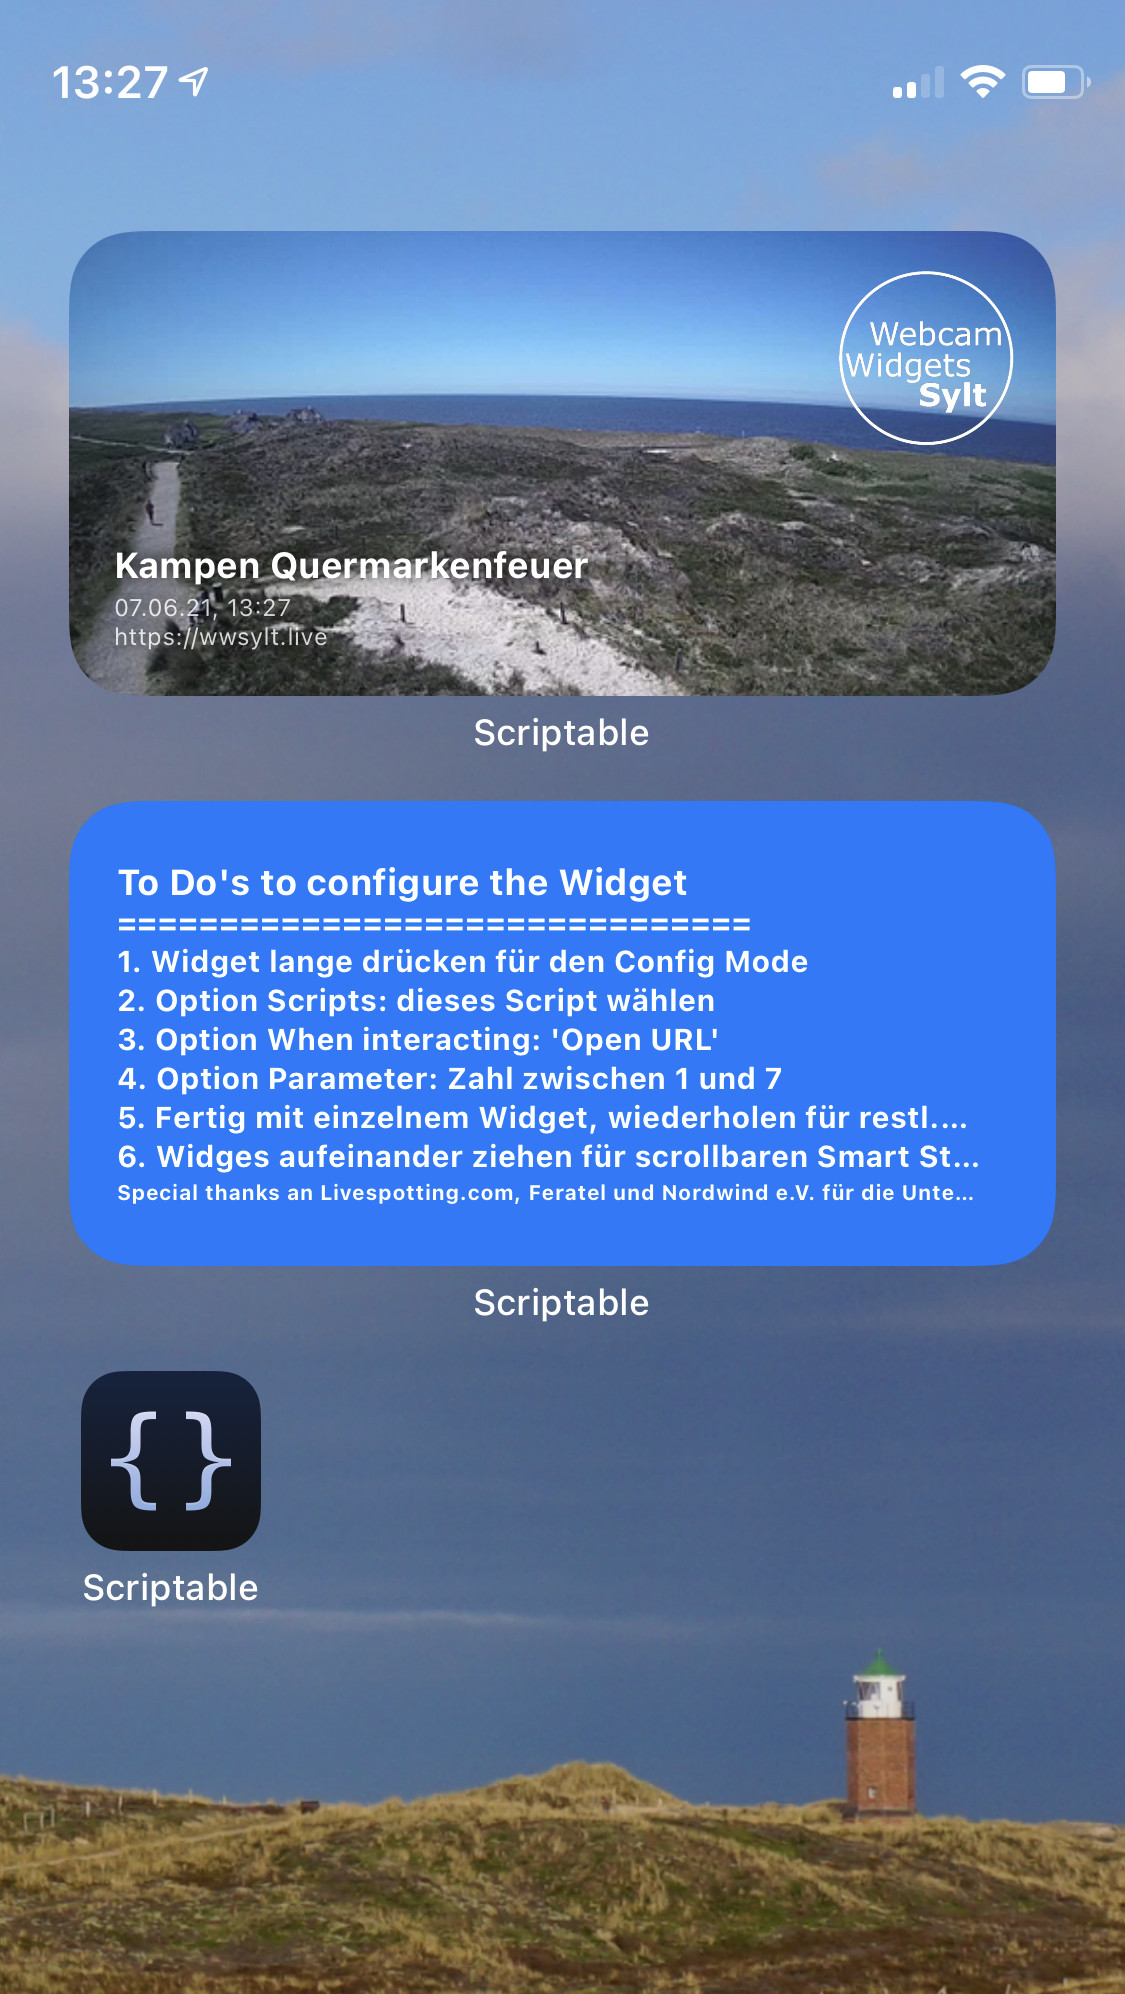 13:27
Webcam
Widgets
Sylt
Kampen Quermarkenfeuer
07.06.21, 13:27
https://wwsylt.live
Scriptable
To Do's to configure the Widget
===============================
1. Widget lange drücken für den Config Mode
2. Option Scripts: dieses Script wählen
3. Option When interacting: 'Open URL'
4. Option Parameter: Zahl zwischen 1 und 7
5. Fertig mit einzelnem Widget, wiederholen für restl....
6. Widges aufeinander ziehen für scrollbaren Smart St...
Special thanks an Livespotting.com, Feratel und Nordwind e.V. für die Unte...
Scriptable
{}
Scriptable